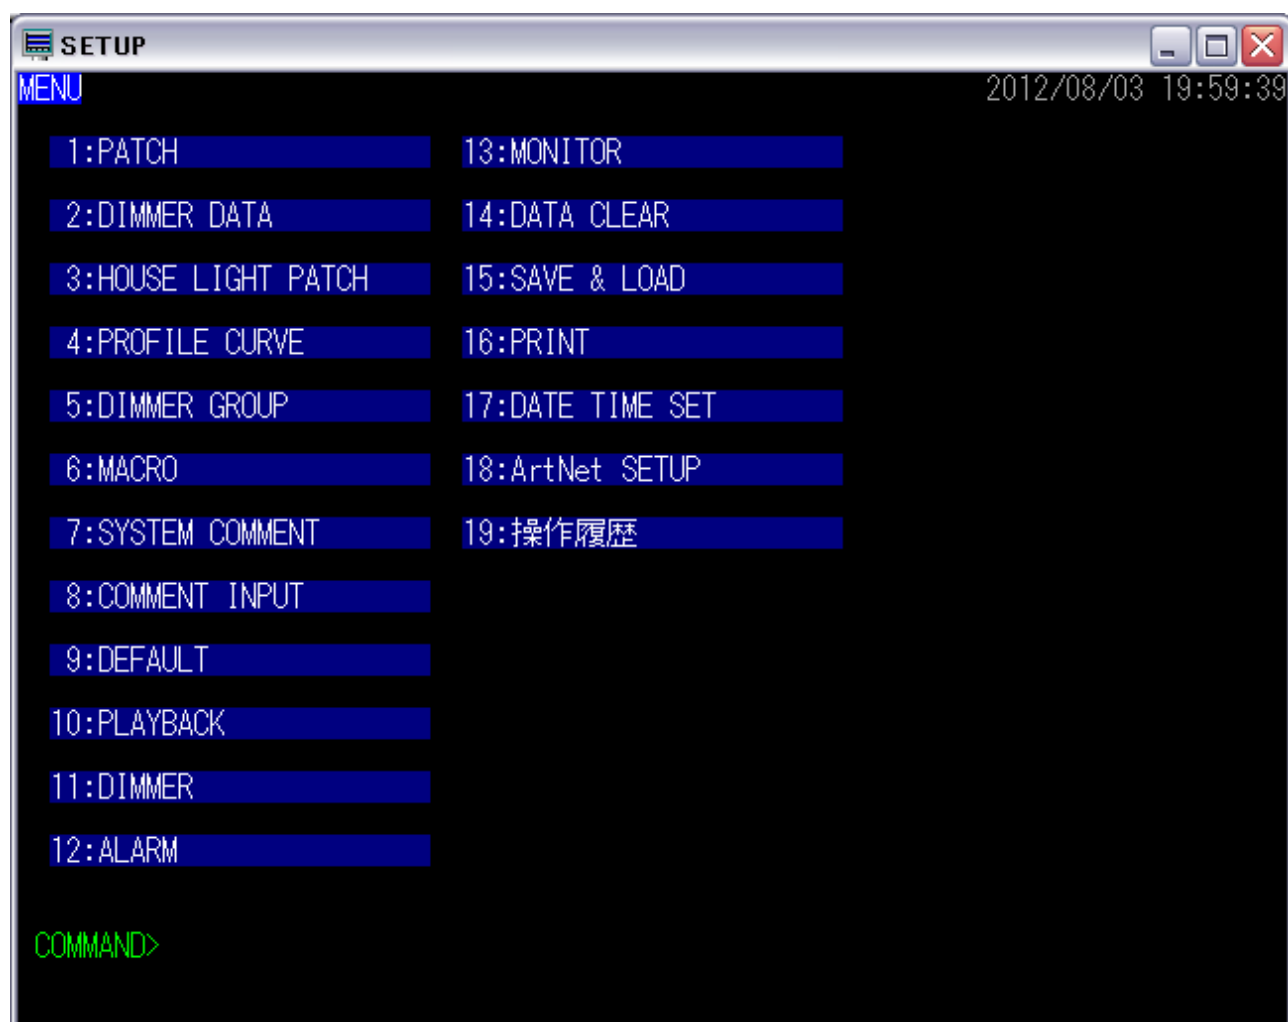 SETUP
MENU 2012/08/03 19:59:39
1:PATCH
2:DIMMER DATA
3:HOUSE LIGHT PATCH
4:PROFILE CURVE
5:DIMMER GROUP
6:MACRO
7:SYSTEM COMMENT
8:COMMENT INPUT
9:DEFAULT
10:PLAYBACK
11:DIMMER
12:ALARM
13:MONITOR
14:DATA CLEAR
15:SAVE & LOAD
16:PRINT
17:DATE TIME SET
18:ArtNet SETUP
19:操作履歴
COMMAND>